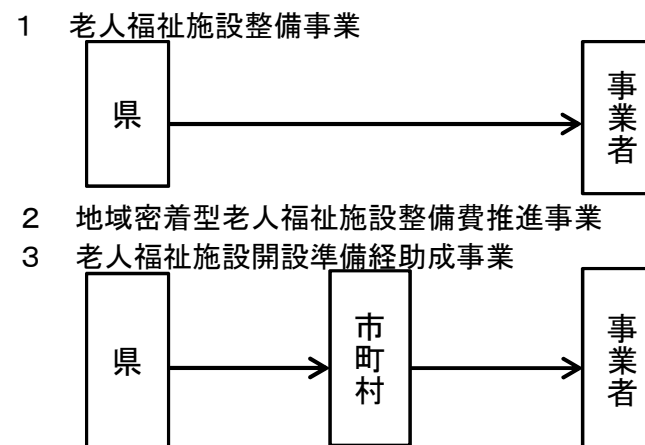 １　老人福祉施設整備事業
県
事業者
２　地域密着型老人福祉施設整備費推進事業
３　老人福祉施設開設準備経助成事業
県
市町村
事業者